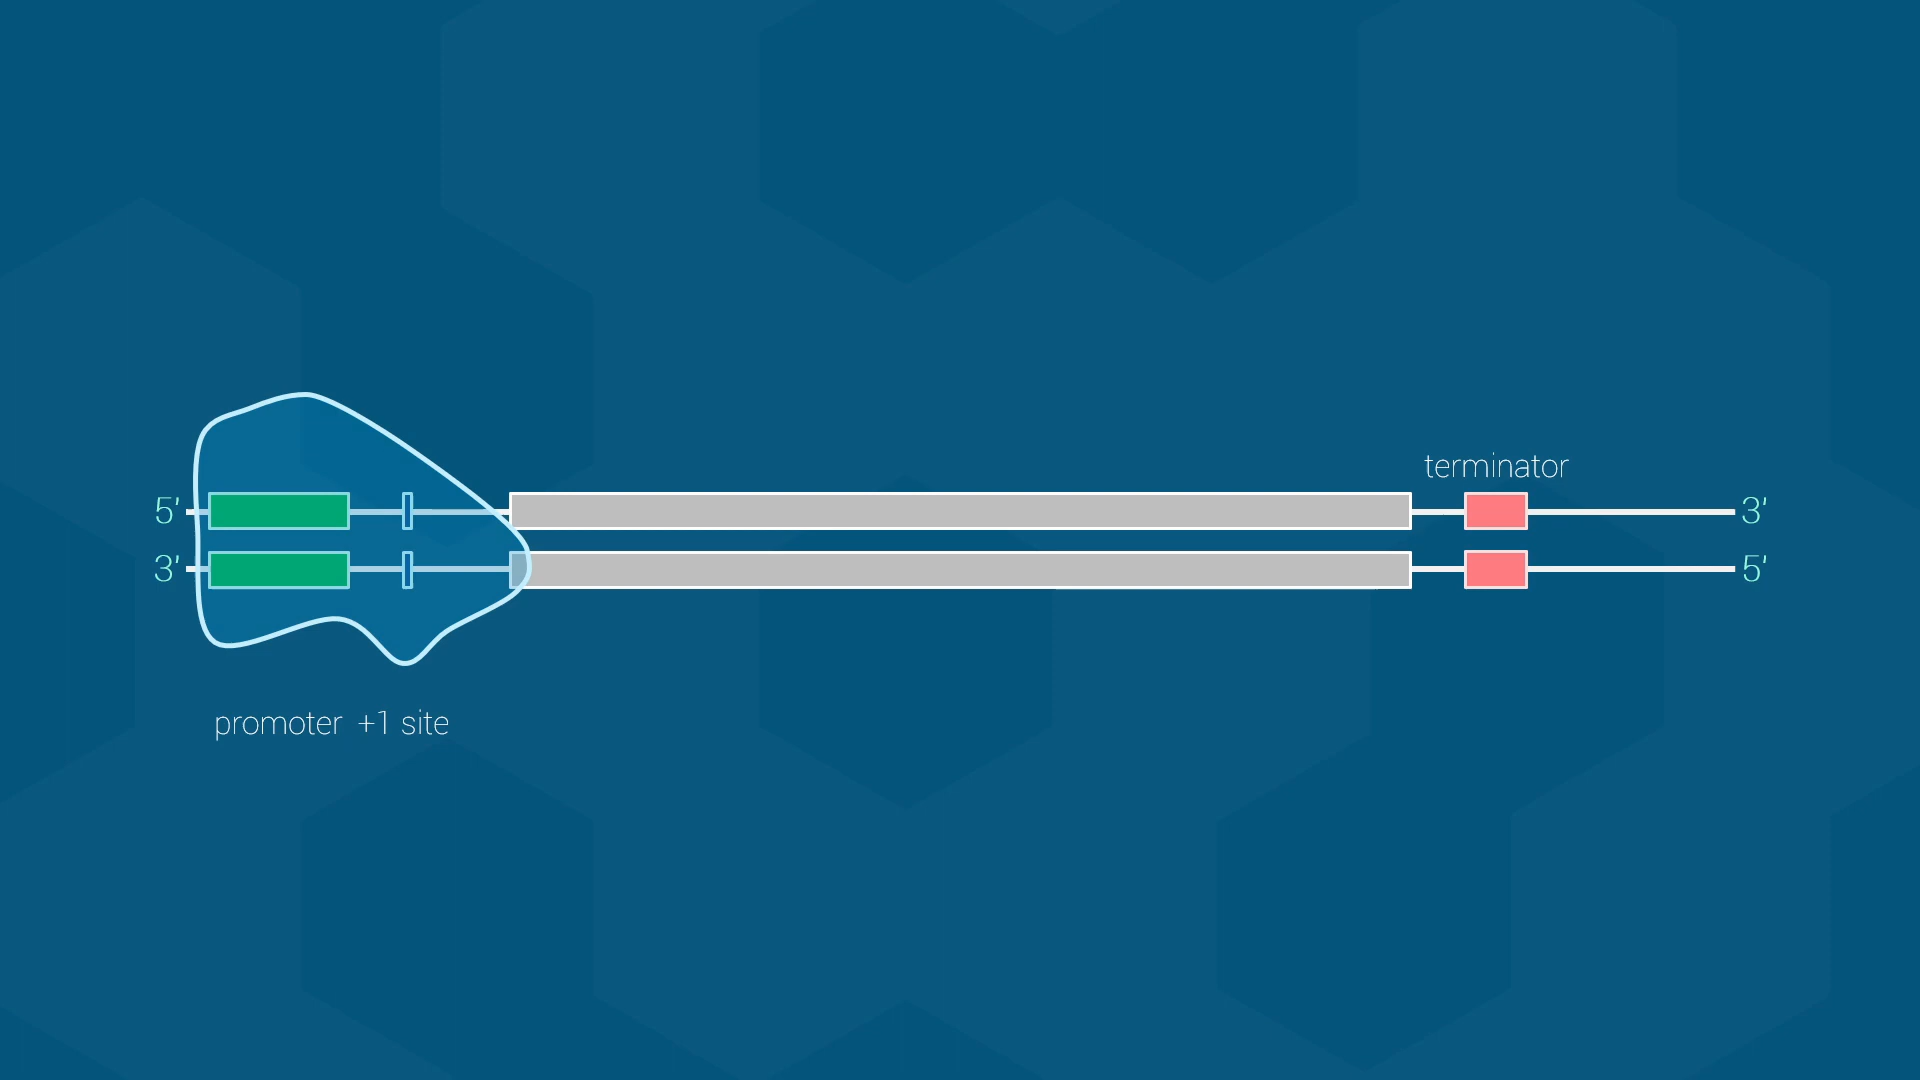 terminator
5' 3'
3' 5'
promoter +1 site